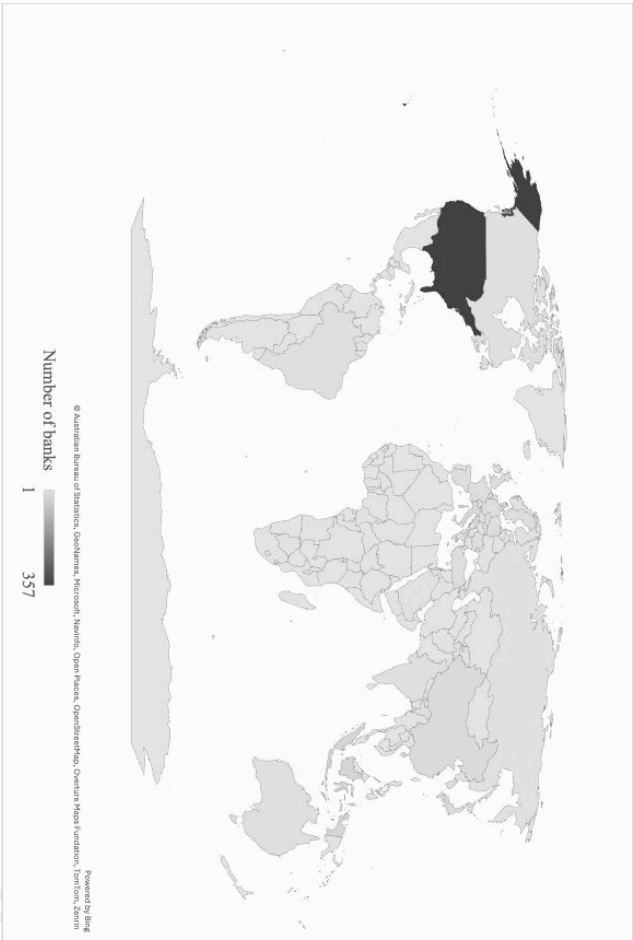 Powered by Bing
© Australian Bureau of Statistics, GeoNames, Microsoft, Navinfo, Open Places, OpenStreetMap, Overture Maps Fundation, TomTom, Zenrin
Number of banks
1 357